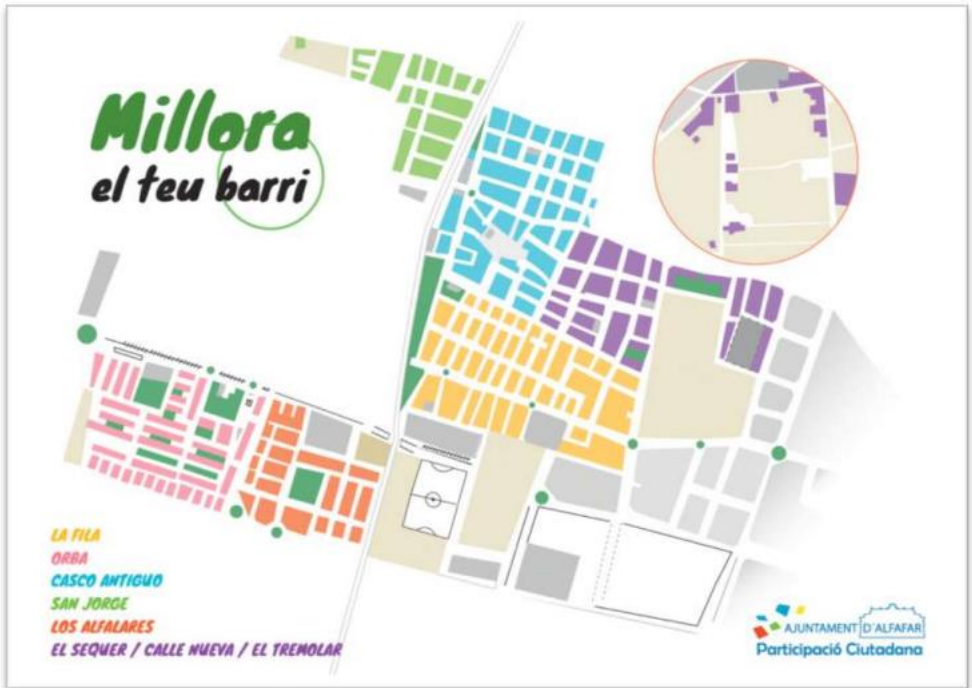 Millora
el teu barri
LA FILA
ORBA
CASCO ANTIGUO
SAN JORGE
LOS ALFALARES
EL SEQUER / CALLE NUEVA / EL TREMOLAR
AJUNTAMENT D'ALFAFAR
Participació Ciutadana